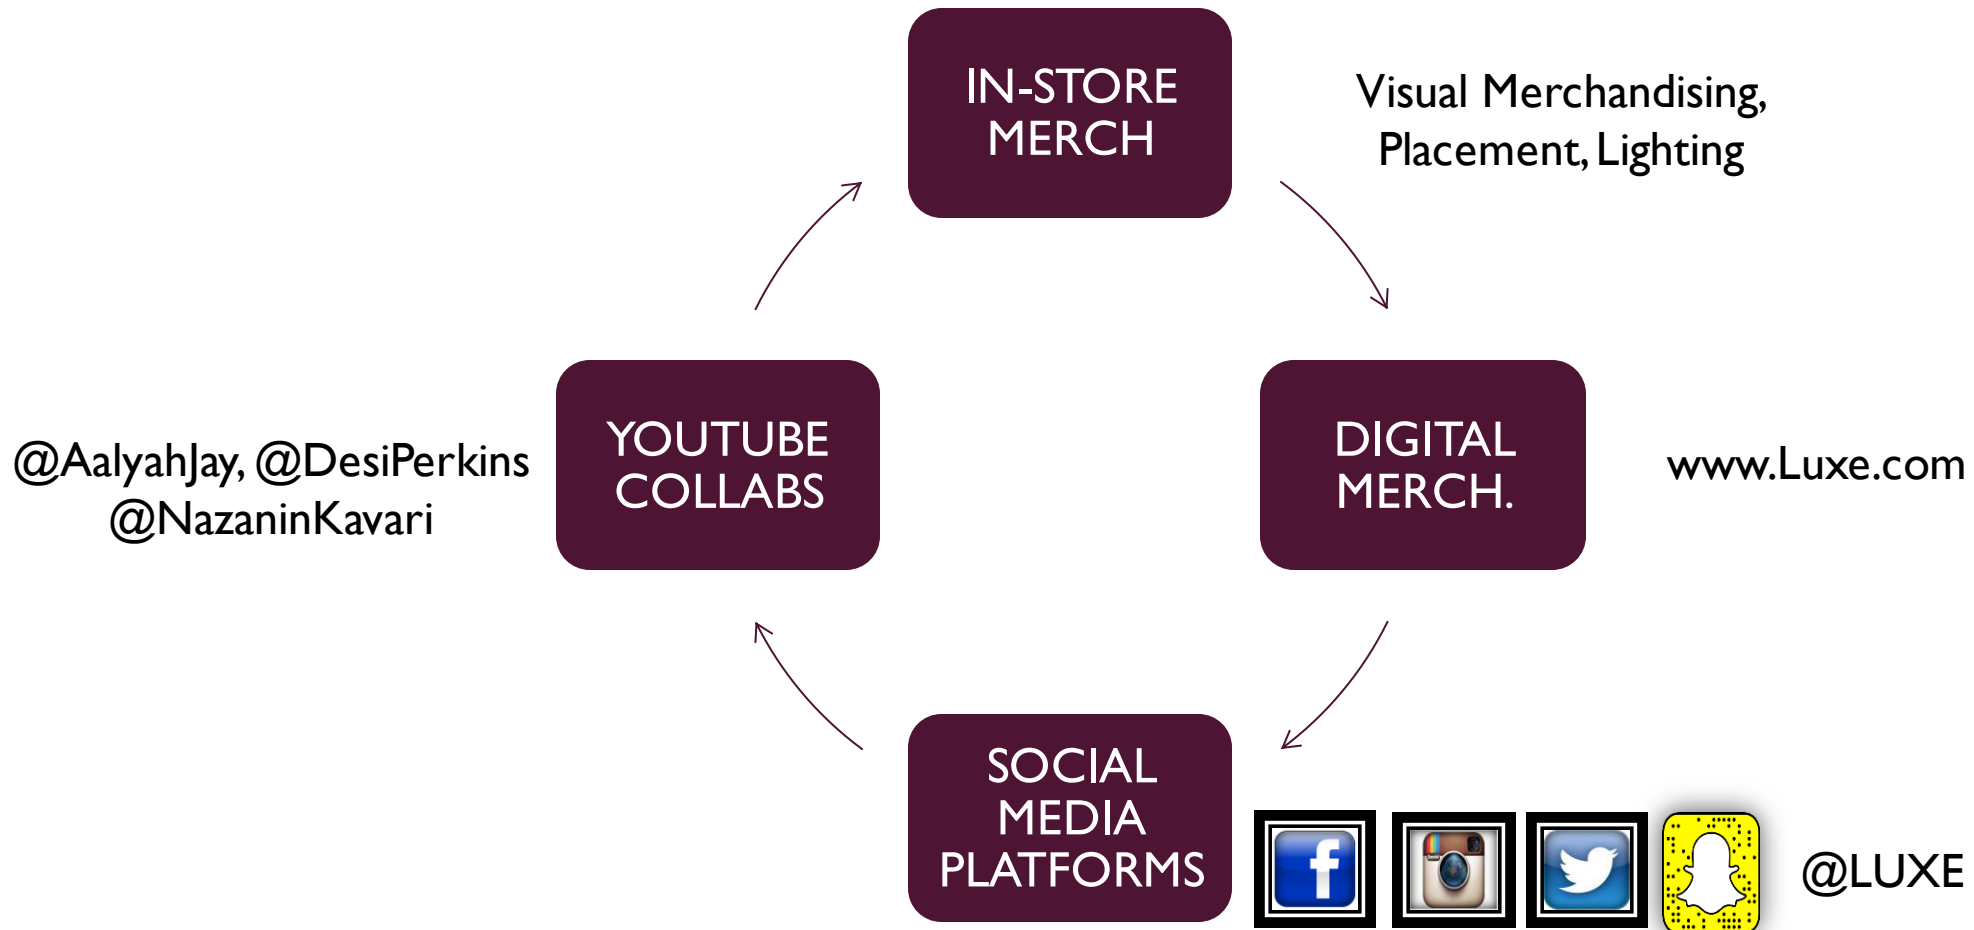 IN-STORE
MERCH
Visual Merchandising,
Placement, Lighting
@AalyahJay, @DesiPerkins
@NazaninKavari
YOUTUBE
COLLABS
DIGITAL
MERCH.
www.Luxe.com
SOCIAL
MEDIA
PLATFORMS
f
@LUXE